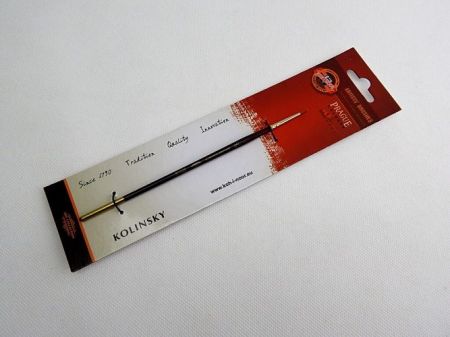 Since 1790 Tradition Quality Innovation
PRAGUE
www.koh-i-noor.eu
KOLINSKY